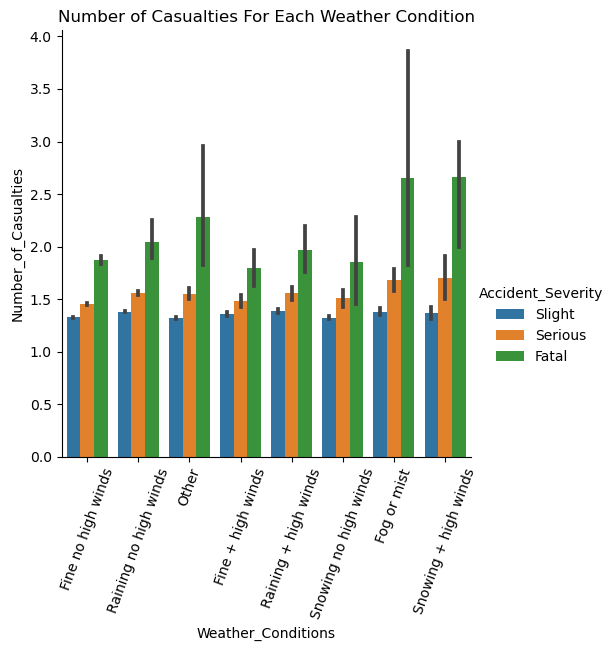 Number of Casualties For Each Weather Condition
4.0
3.5
3.0
2.5
2.0
1.5
1.0
0.5
0.0
Number_of_Casualties
Fine no high winds
Raining no high winds
Other
Fine + high winds
Raining + high winds
Snowing no high winds
Fog or mist
Snowing + high winds
Weather_Conditions
Accident_Severity
Slight
Serious
Fatal